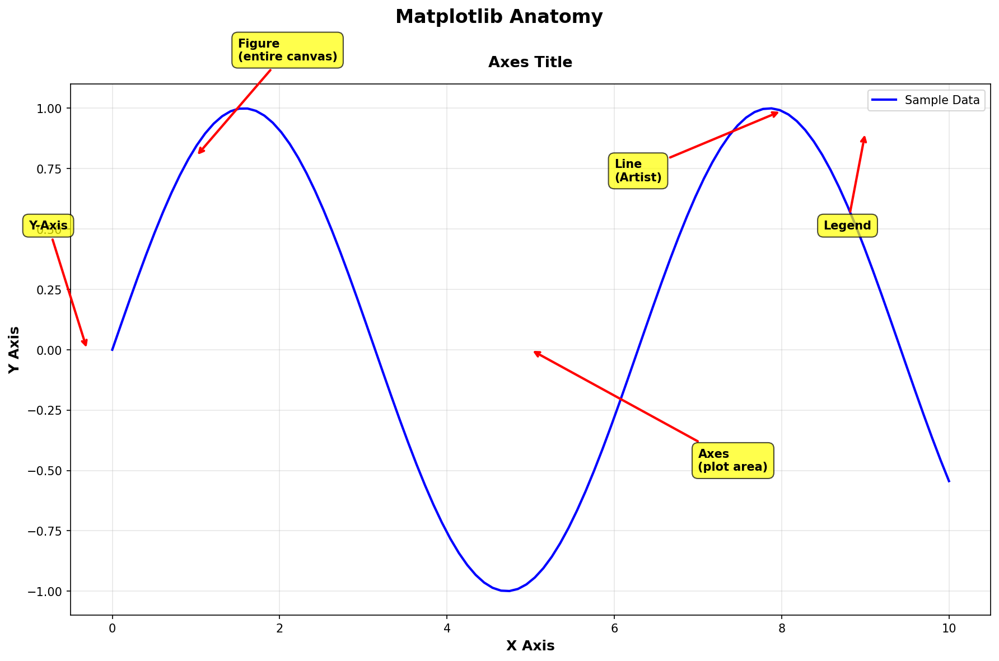 Matplotlib Anatomy
Figure
(entire canvas)
Axes Title
Sample Data
1.00
0.75
0.50
0.25
0.00
−0.25
−0.50
−0.75
−1.00
Line
(Artist)
Y-Axis
Legend
Y Axis
Axes
(plot area)
0
2
4
6
8
10
X Axis